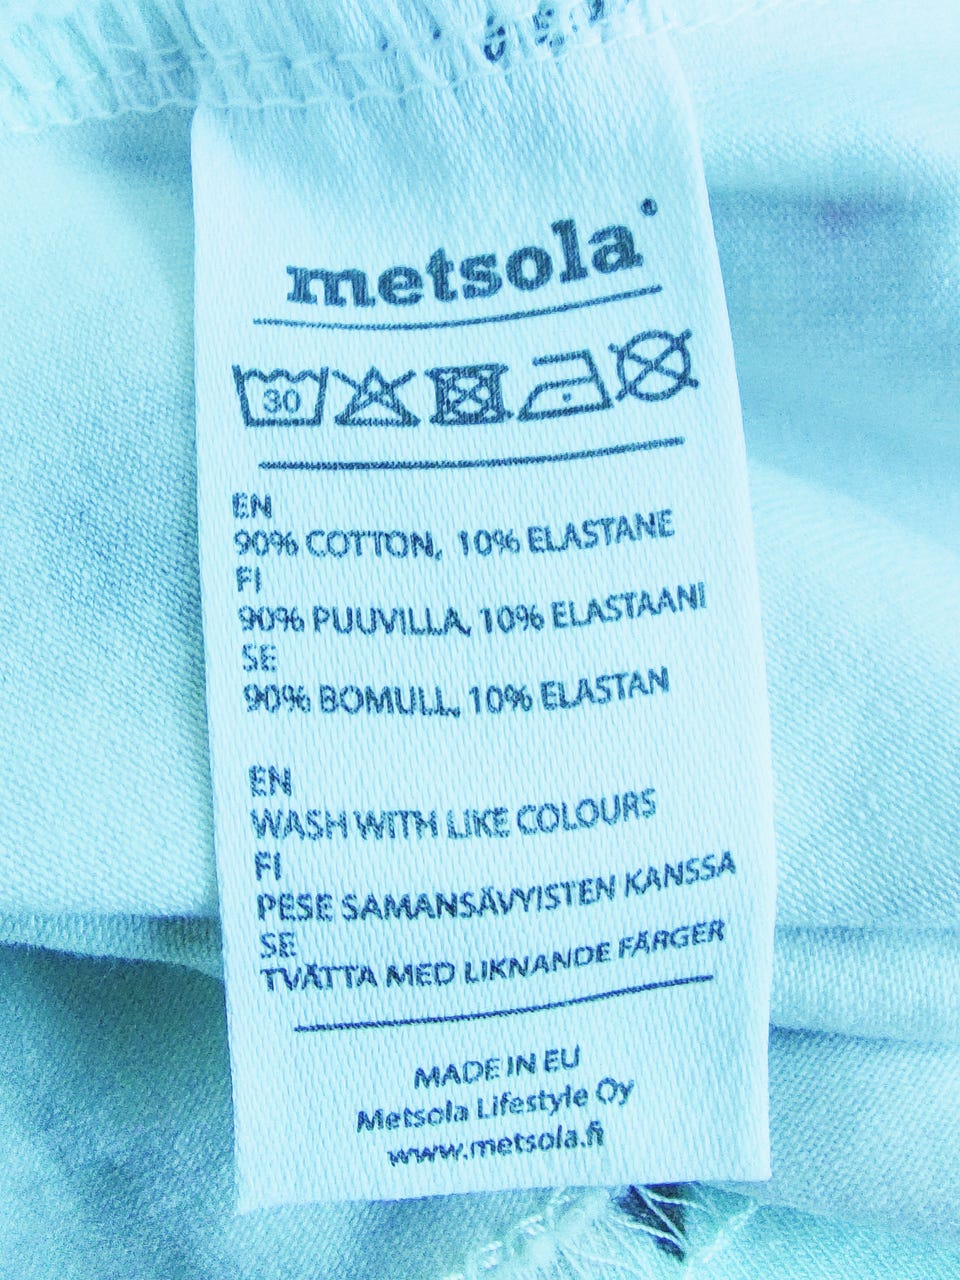 metsola
30
EN
90% COTTON, 10% ELASTANE
FI
90% PUUVILLA, 10% ELASTAANI
SE
90% BOMULL, 10% ELASTAN
EN
WASH WITH LIKE COLOURS
FI
PESE SAMANSÄVYISTEN KANSSA
SE
TVÄTTA MED LIKNANDE FÄRGER
MADE IN EU
Metsola Lifestyle Oy
www.metsola.fi